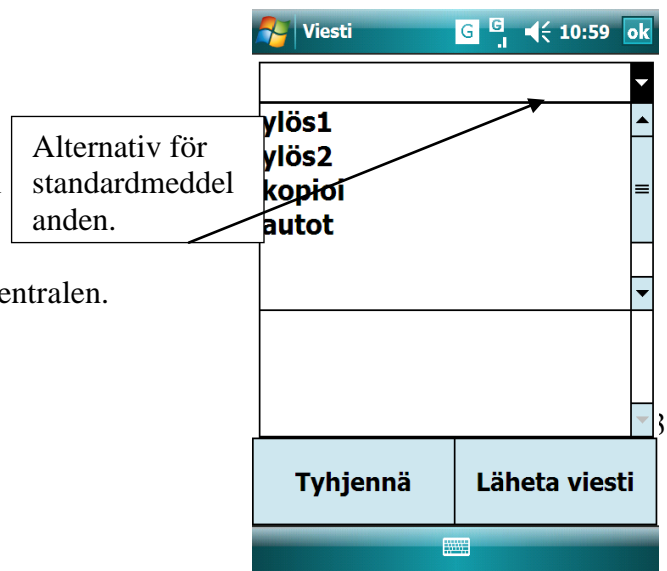 Viesti G G 10:59 ok
ylös1
ylös2
kopioi
autot
Alternativ för
standardmeddel
anden.
entralen.
Tyhjennä Läheta viesti